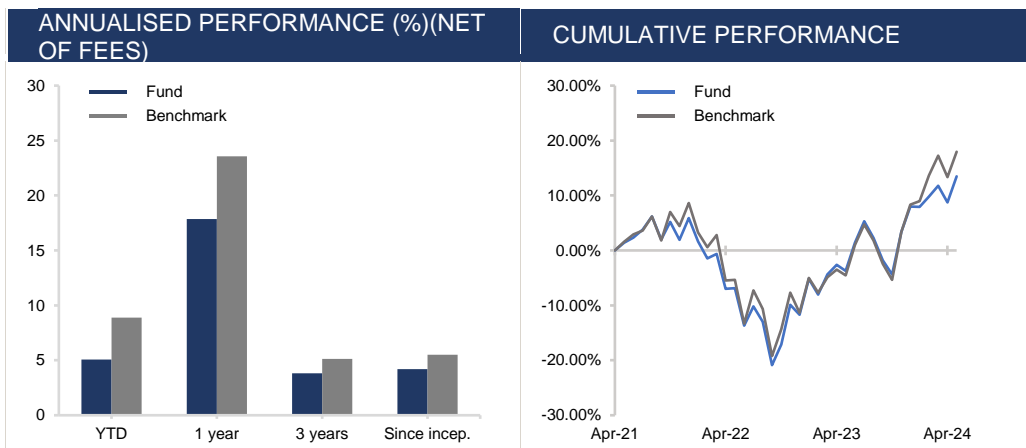 ANNUALISED PERFORMANCE (%)(NET
OF FEES)
30
25
20
15
10
5
0
Fund
Benchmark
YTD
1 year
3 years
Since incep.
CUMULATIVE PERFORMANCE
30.00%
20.00%
10.00%
0.00%
-10.00%
-20.00%
-30.00%
Fund
Benchmark
Apr-21
Apr-22
Apr-23
Apr-24